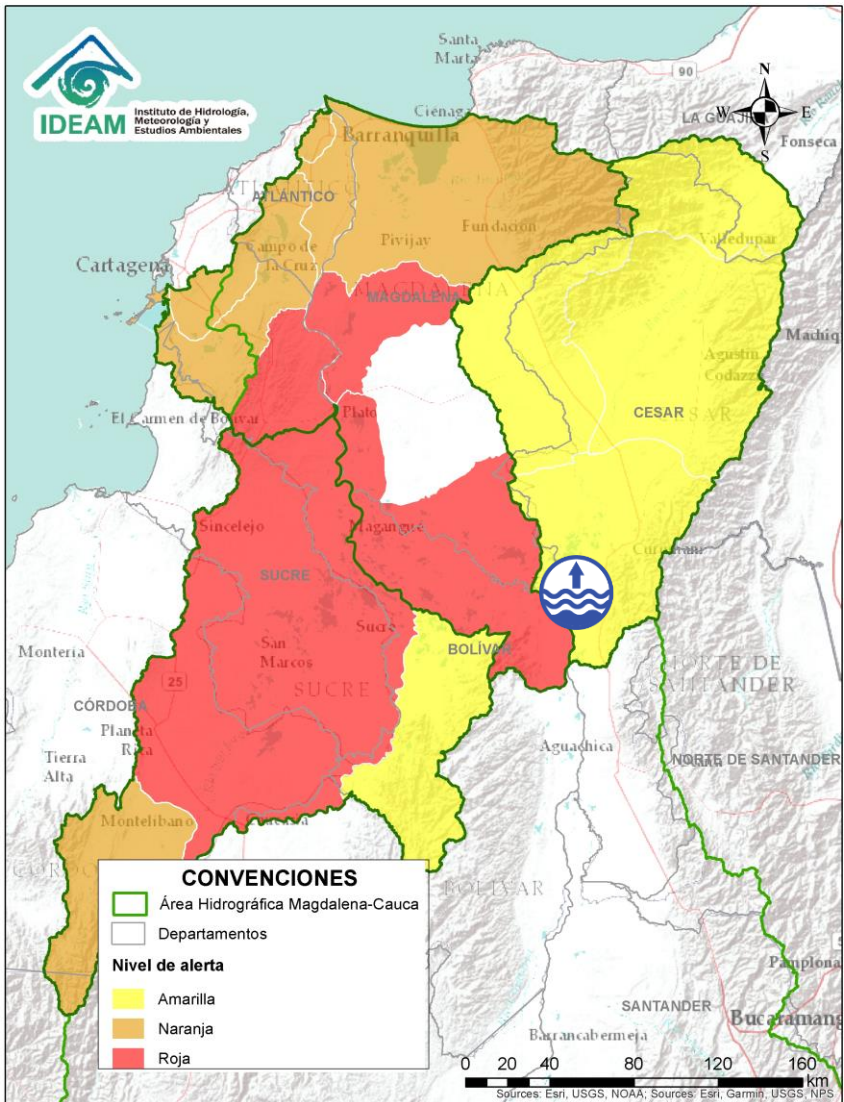 IDEAM
Instituto de Hidrología,
Meteorología y
Estudios Ambientales
Santa
Marta
90
N
W
E
S
LA GUAJIRA
Fonseca
Ciénaga
Barranquilla
ATLÁNTICO
Cartagena
Campo de
la Cruz
Pivijay
Fundación
Valledupar
MAGDALENA
Agustín
Codazzi
CESAR
CESAR
El Carmen de Bolívar
Plato
Sincelejo
Magangué
SUCRE
San
Marcos
Sucre
SUCRE
BOLÍVAR
Montería
25
CÓRDOBA
Planeta
Rica
Tierra
Alta
Aguachica
NORTE DE
SANTANDER
NORTE DE SANTANDER
Montelíbano
BOLÍVAR
CONVENCIONES
Área Hidrográfica Magdalena-Cauca
Departamentos
Nivel de alerta
Amarilla
Naranja
Roja
Pamplona
SANTANDER
Bucaramang
Barrancabermeja
0 20 40 80 120 160
km
Sources: Esri, USGS, NOAA; Sources: Esri, Garmin, USGS, NPS